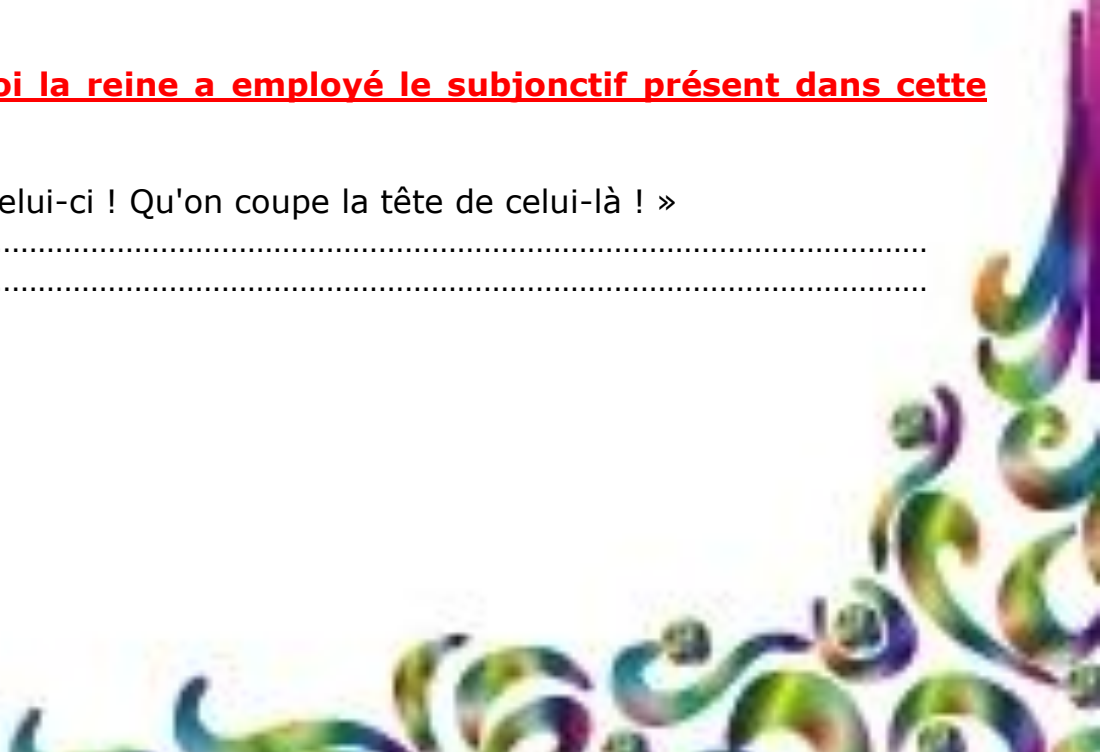 oi la reine a employé le subjonctif présent dans cette
elui-ci ! Qu'on coupe la tête de celui-là ! »
..............................................................................................................
..............................................................................................................